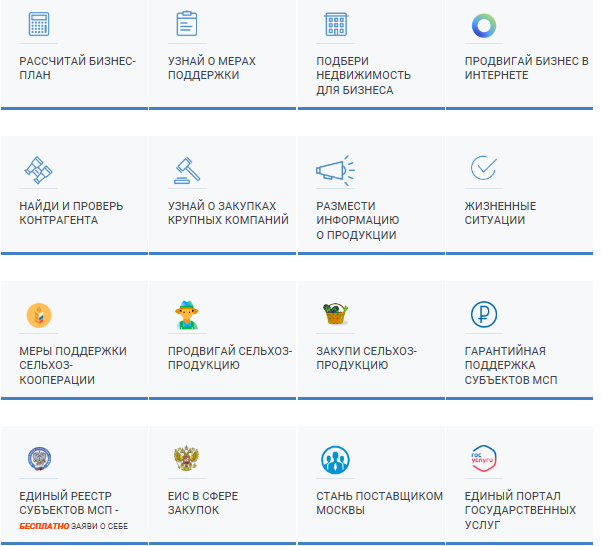 РАССЧИТАЙ БИЗНЕС-
ПЛАН
УЗНАЙ О МЕРАХ
ПОДДЕРЖКИ
ПОДБЕРИ
НЕДВИЖИМОСТЬ
ДЛЯ БИЗНЕСА
ПРОДВИГАЙ БИЗНЕС В
ИНТЕРНЕТЕ
НАЙДИ И ПРОВЕРЬ
КОНТРАГЕНТА
УЗНАЙ О ЗАКУПКАХ
КРУПНЫХ КОМПАНИЙ
РАЗМЕСТИ
ИНФОРМАЦИЮ
О ПРОДУКЦИИ
ЖИЗНЕННЫЕ
СИТУАЦИИ
МЕРЫ ПОДДЕРЖКИ
СЕЛЬХОЗ-
КООПЕРАЦИИ
ПРОДВИГАЙ СЕЛЬХОЗ-
ПРОДУКЦИЮ
ЗАКУПИ СЕЛЬХОЗ-
ПРОДУКЦИЮ
ГАРАНТИЙНАЯ
ПОДДЕРЖКА
СУБЪЕКТОВ МСП
ЕДИНЫЙ РЕЕСТР
СУБЪЕКТОВ МСП -
БЕСПЛАТНО ЗАЯВИ О СЕБЕ
ЕИС В СФЕРЕ
ЗАКУПОК
СТАНЬ ПОСТАВЩИКОМ
МОСКВЫ
гос
услуги
ЕДИНЫЙ ПОРТАЛ
ГОСУДАРСТВЕННЫХ
УСЛУГ